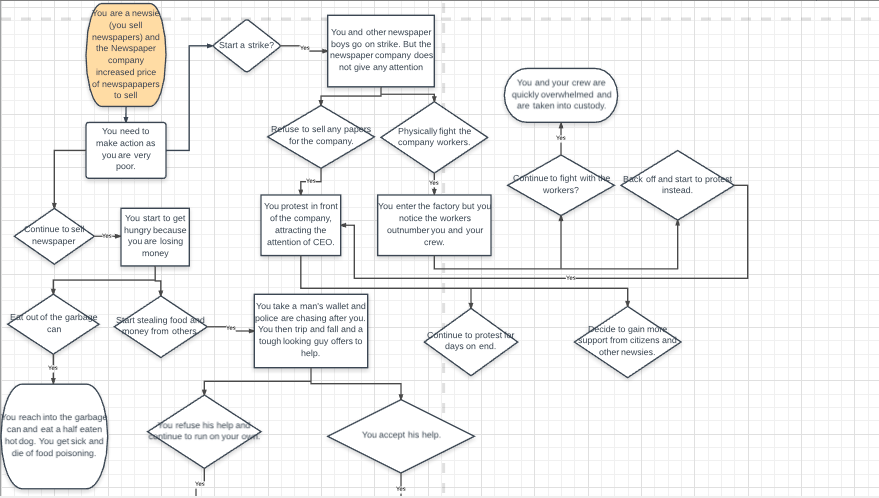 You are a newsie
(you sell
newspapers) and
the Newspaper
company
increased price
of newspapapers
to sell
Start a strike?
Yes
You and other newspaper
boys go on strike. But the
newspaper company does
not give any attention
You and your crew are
quickly overwhelmed and
are taken into custody.
You need to
make action as
you are very
poor.
Refuse to sell any papers
for the company.
Physically fight the
company workers.
Yes
Yes
Yes
Continue to fight with the
workers?
Back off and start to protest
instead.
You protest in front
of the company,
attracting the
attention of CEO.
You enter the factory but you
notice the workers
outnumber you and your
crew.
Continue to sell
newspaper
Yes
You start to get
hungry because
you are losing
money
Yes
Eat out of the garbage
can
Start stealing food and
money from others
Yes
You take a man's wallet and
police are chasing after you.
You then trip and fall and a
tough looking guy offers to
help.
Continue to protest for
days on end.
Decide to gain more
support from citizens and
other newsies.
Yes
You reach into the garbage
can and eat a half eaten
hot dog. You get sick and
die of food poisoning.
You refuse his help and
continue to run on your own.
You accept his help.
Yes
Yes